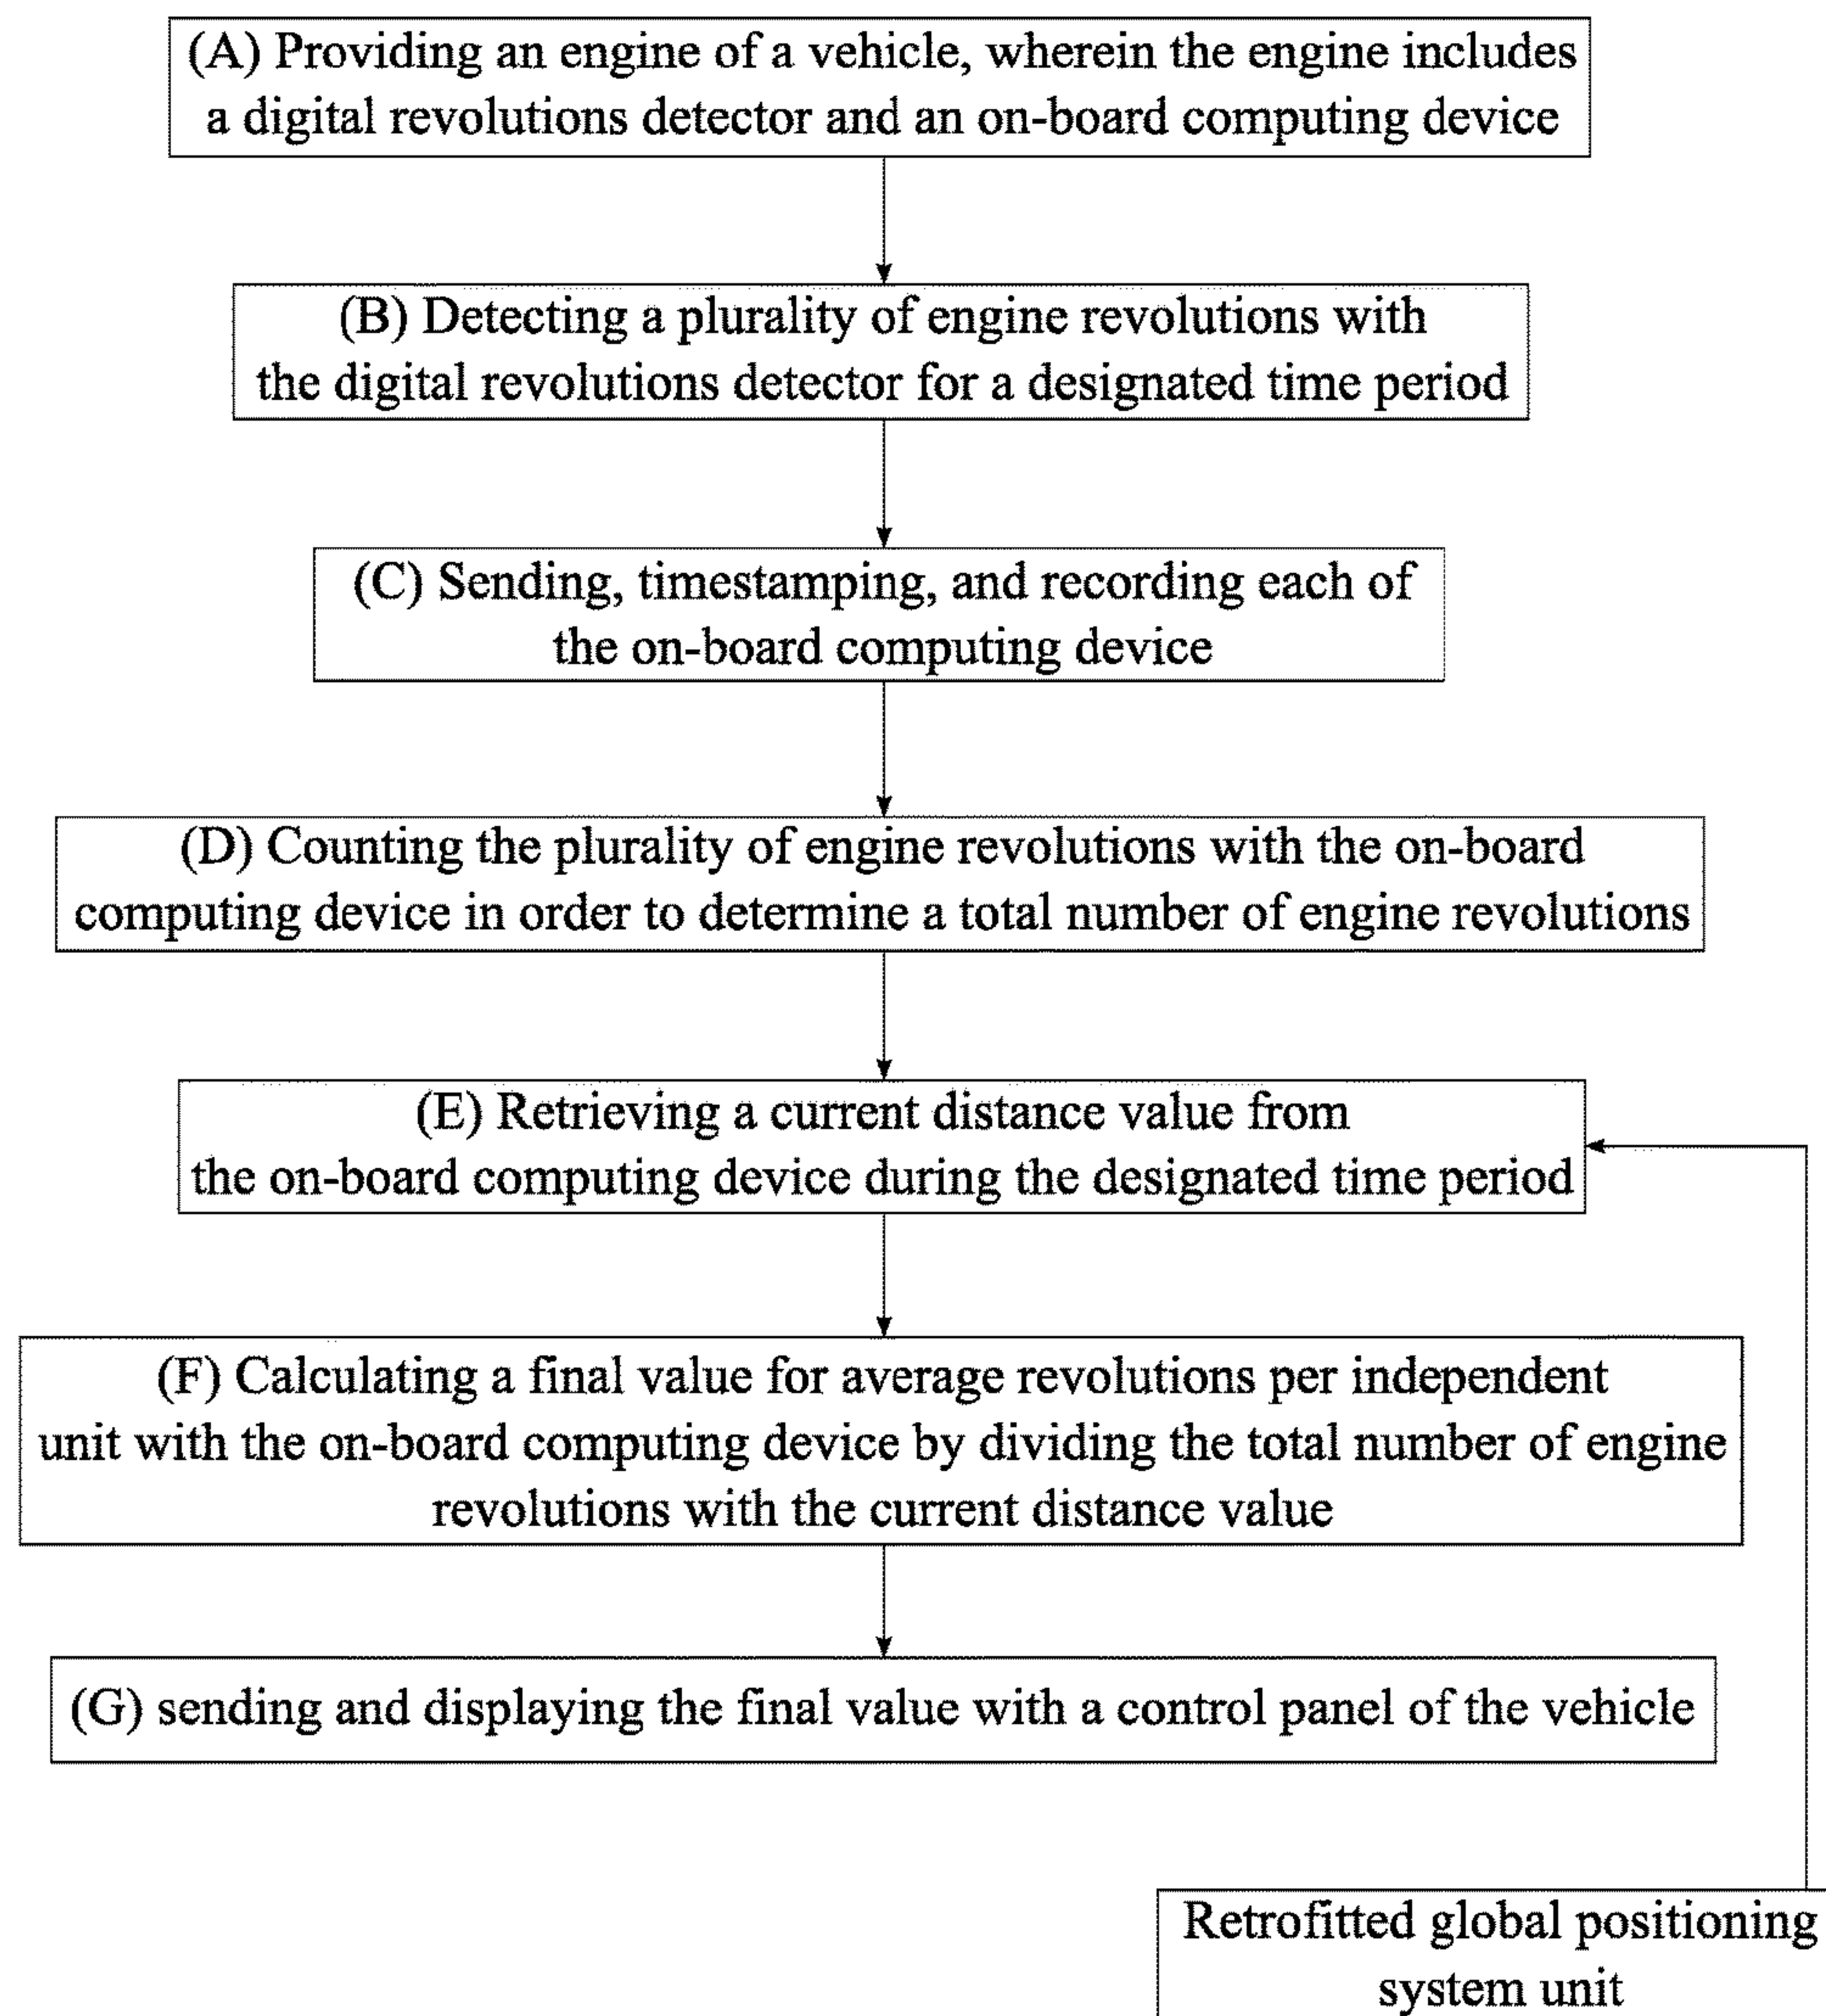 (A) Providing an engine of a vehicle, wherein the engine includes
a digital revolutions detector and an on-board computing device
(B) Detecting a plurality of engine revolutions with
the digital revolutions detector for a designated time period
(C) Sending, timestamping, and recording each of
the on-board computing device
(D) Counting the plurality of engine revolutions with the on-board
computing device in order to determine a total number of engine revolutions
(E) Retrieving a current distance value from
the on-board computing device during the designated time period
(F) Calculating a final value for average revolutions per independent
unit with the on-board computing device by dividing the total number of engine
revolutions with the current distance value
(G) sending and displaying the final value with a control panel of the vehicle
Retrofitted global positioning
system unit